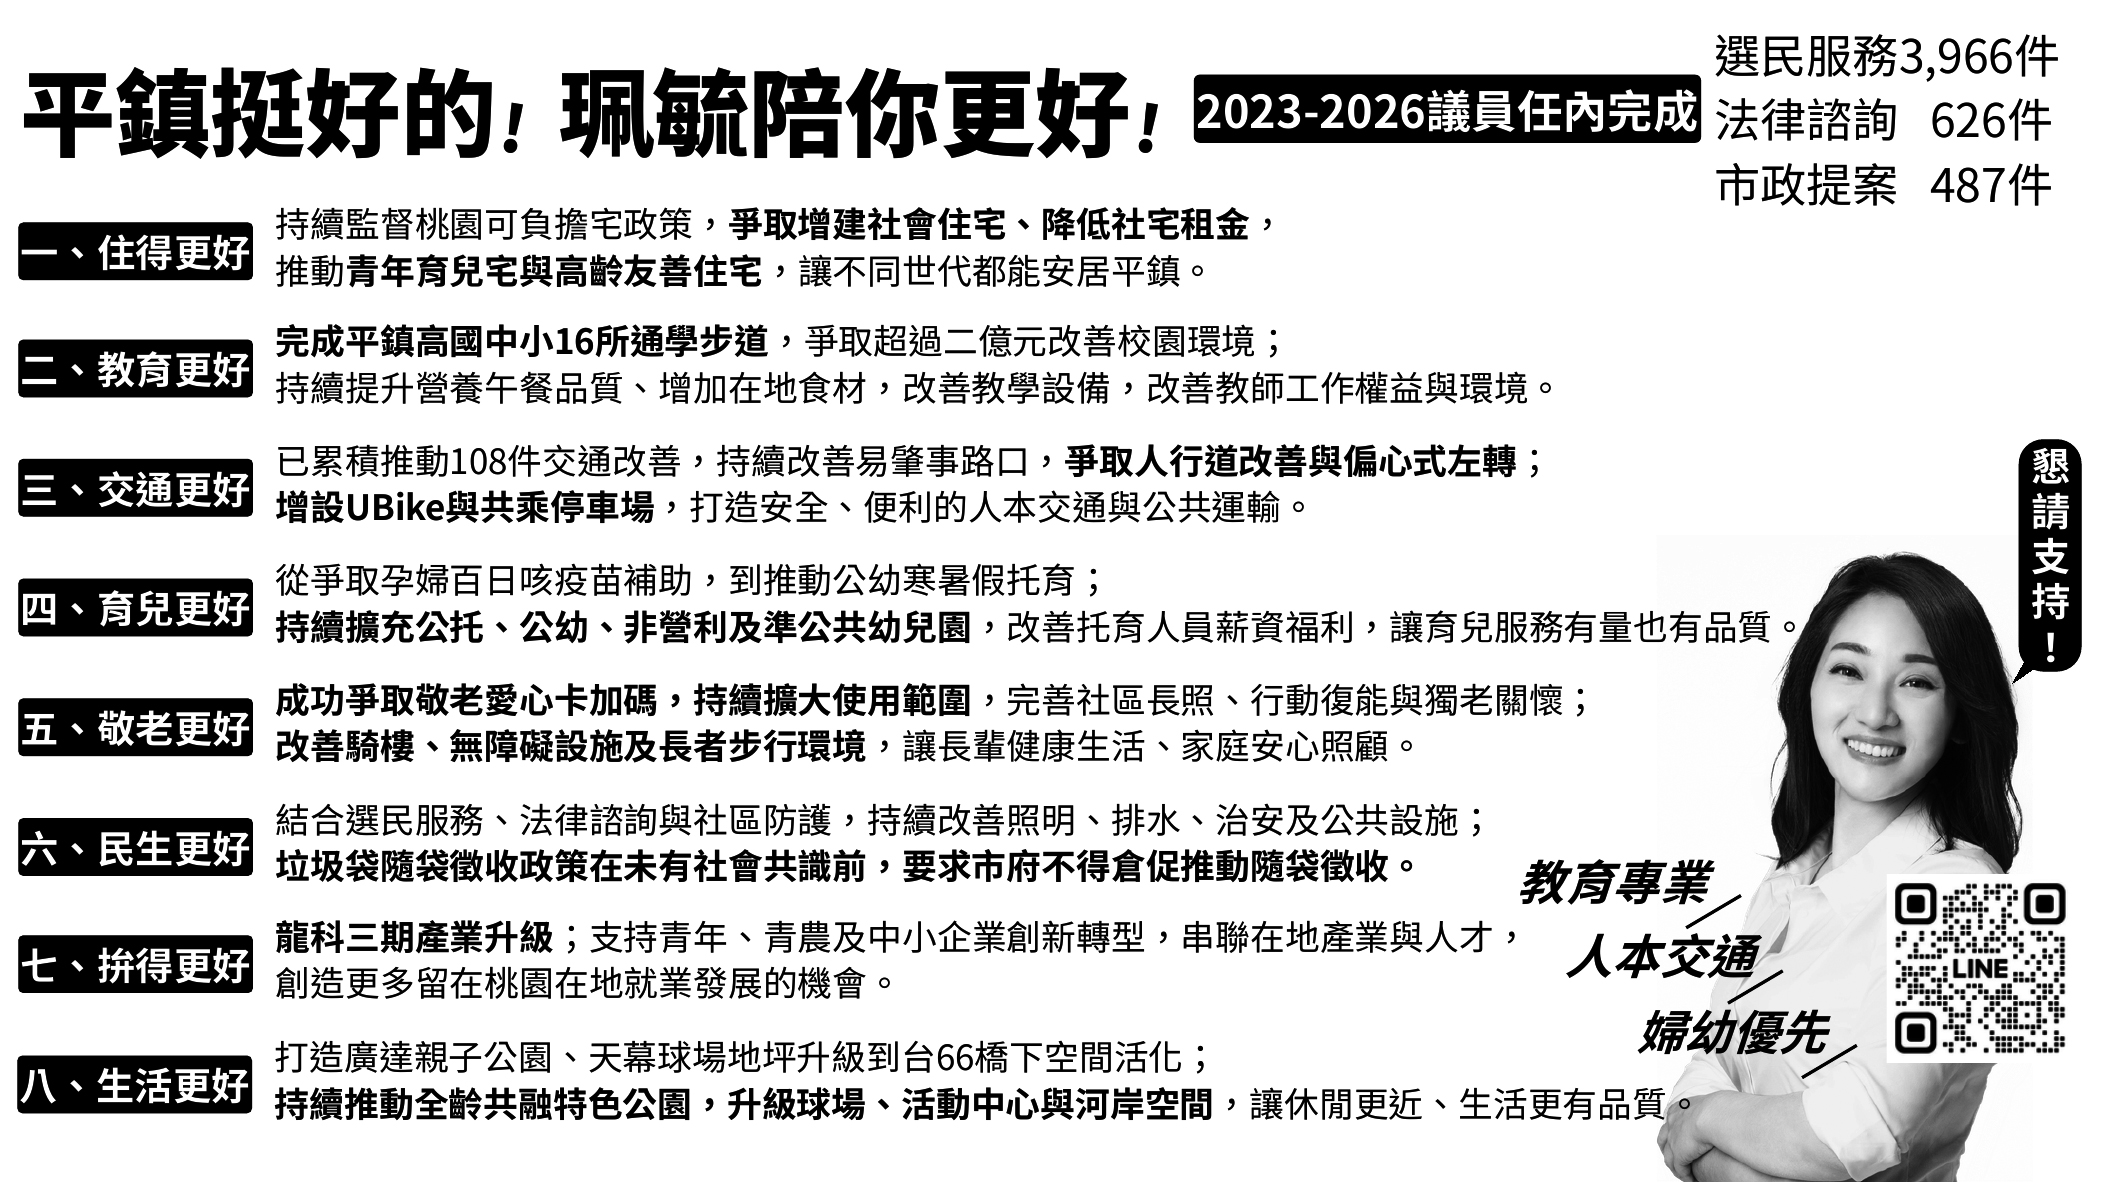 平鎮挺好的! 珮毓陪你更好!
2023-2026議員任內完成
選民服務3,966件
法律諮詢 626件
市政提案 487件
一、住得更好
持續監督桃園可負擔宅政策，爭取增建社會住宅、降低社宅租金，
推動青年育兒宅與高齡友善住宅，讓不同世代都能安居平鎮。
二、教育更好
完成平鎮高國中小16所通學步道，爭取超過二億元改善校園環境；
持續提升營養午餐品質、增加在地食材，改善教學設備，改善教師工作權益與環境。
三、交通更好
已累積推動108件交通改善，持續改善易肇事路口，爭取人行道改善與偏心式左轉；
增設UBike與共乘停車場，打造安全、便利的人本交通與公共運輸。
四、育兒更好
從爭取孕婦百日咳疫苗補助，到推動公幼寒暑假托育；
持續擴充公托、公幼、非營利及準公共幼兒園，改善托育人員薪資福利，讓育兒服務有量也有品質。
五、敬老更好
成功爭取敬老愛心卡加碼，持續擴大使用範圍，完善社區長照、行動復能與獨老關懷；
改善騎樓、無障礙設施及長者步行環境，讓長輩健康生活、家庭安心照顧。
六、民生更好
結合選民服務、法律諮詢與社區防護，持續改善照明、排水、治安及公共設施；
垃圾袋隨袋徵收政策在未有社會共識前，要求市府不得倉促推動隨袋徵收。
七、拚得更好
龍科三期產業升級；支持青年、青農及中小企業創新轉型，串聯在地產業與人才，
創造更多留在桃園在地就業發展的機會。
八、生活更好
打造廣達親子公園、天幕球場地坪升級到台66橋下空間活化；
持續推動全齡共融特色公園，升級球場、活動中心與河岸空間，讓休閒更近、生活更有品質。
懇請支持！
教育專業
人本交通
婦幼優先
LINE